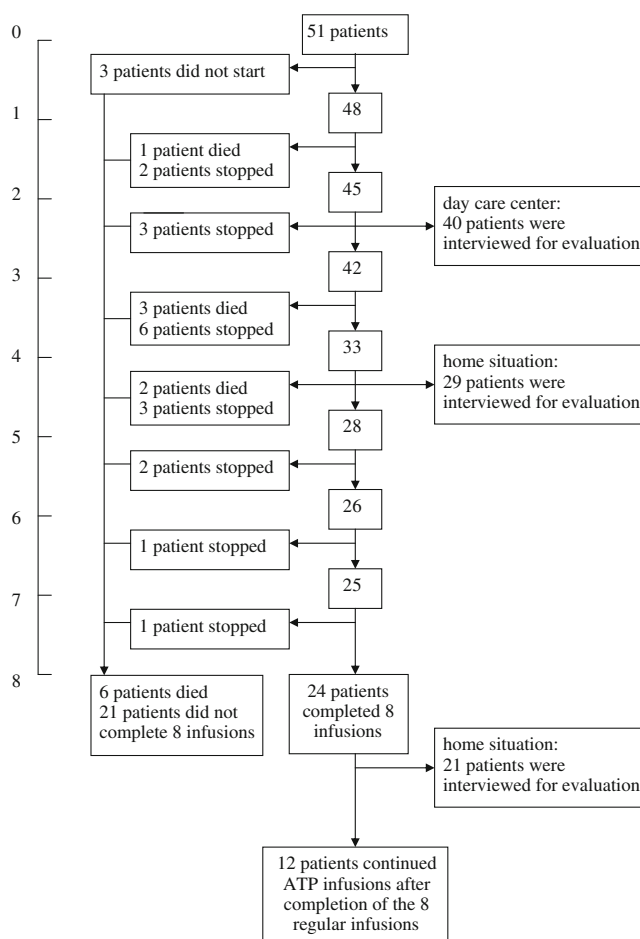 0
51 patients
3 patients did not start
1
48
1 patient died
2 patients stopped
2
45
day care center:
40 patients were
interviewed for evaluation
3 patients stopped
3
42
3 patients died
6 patients stopped
4
33
home situation:
29 patients were
interviewed for evaluation
2 patients died
3 patients stopped
5
28
2 patients stopped
6
26
1 patient stopped
7
25
1 patient stopped
8
6 patients died
21 patients did not
complete 8 infusions
24 patients
completed 8
infusions
home situation:
21 patients were
interviewed for evaluation
12 patients continued
ATP infusions after
completion of the 8
regular infusions